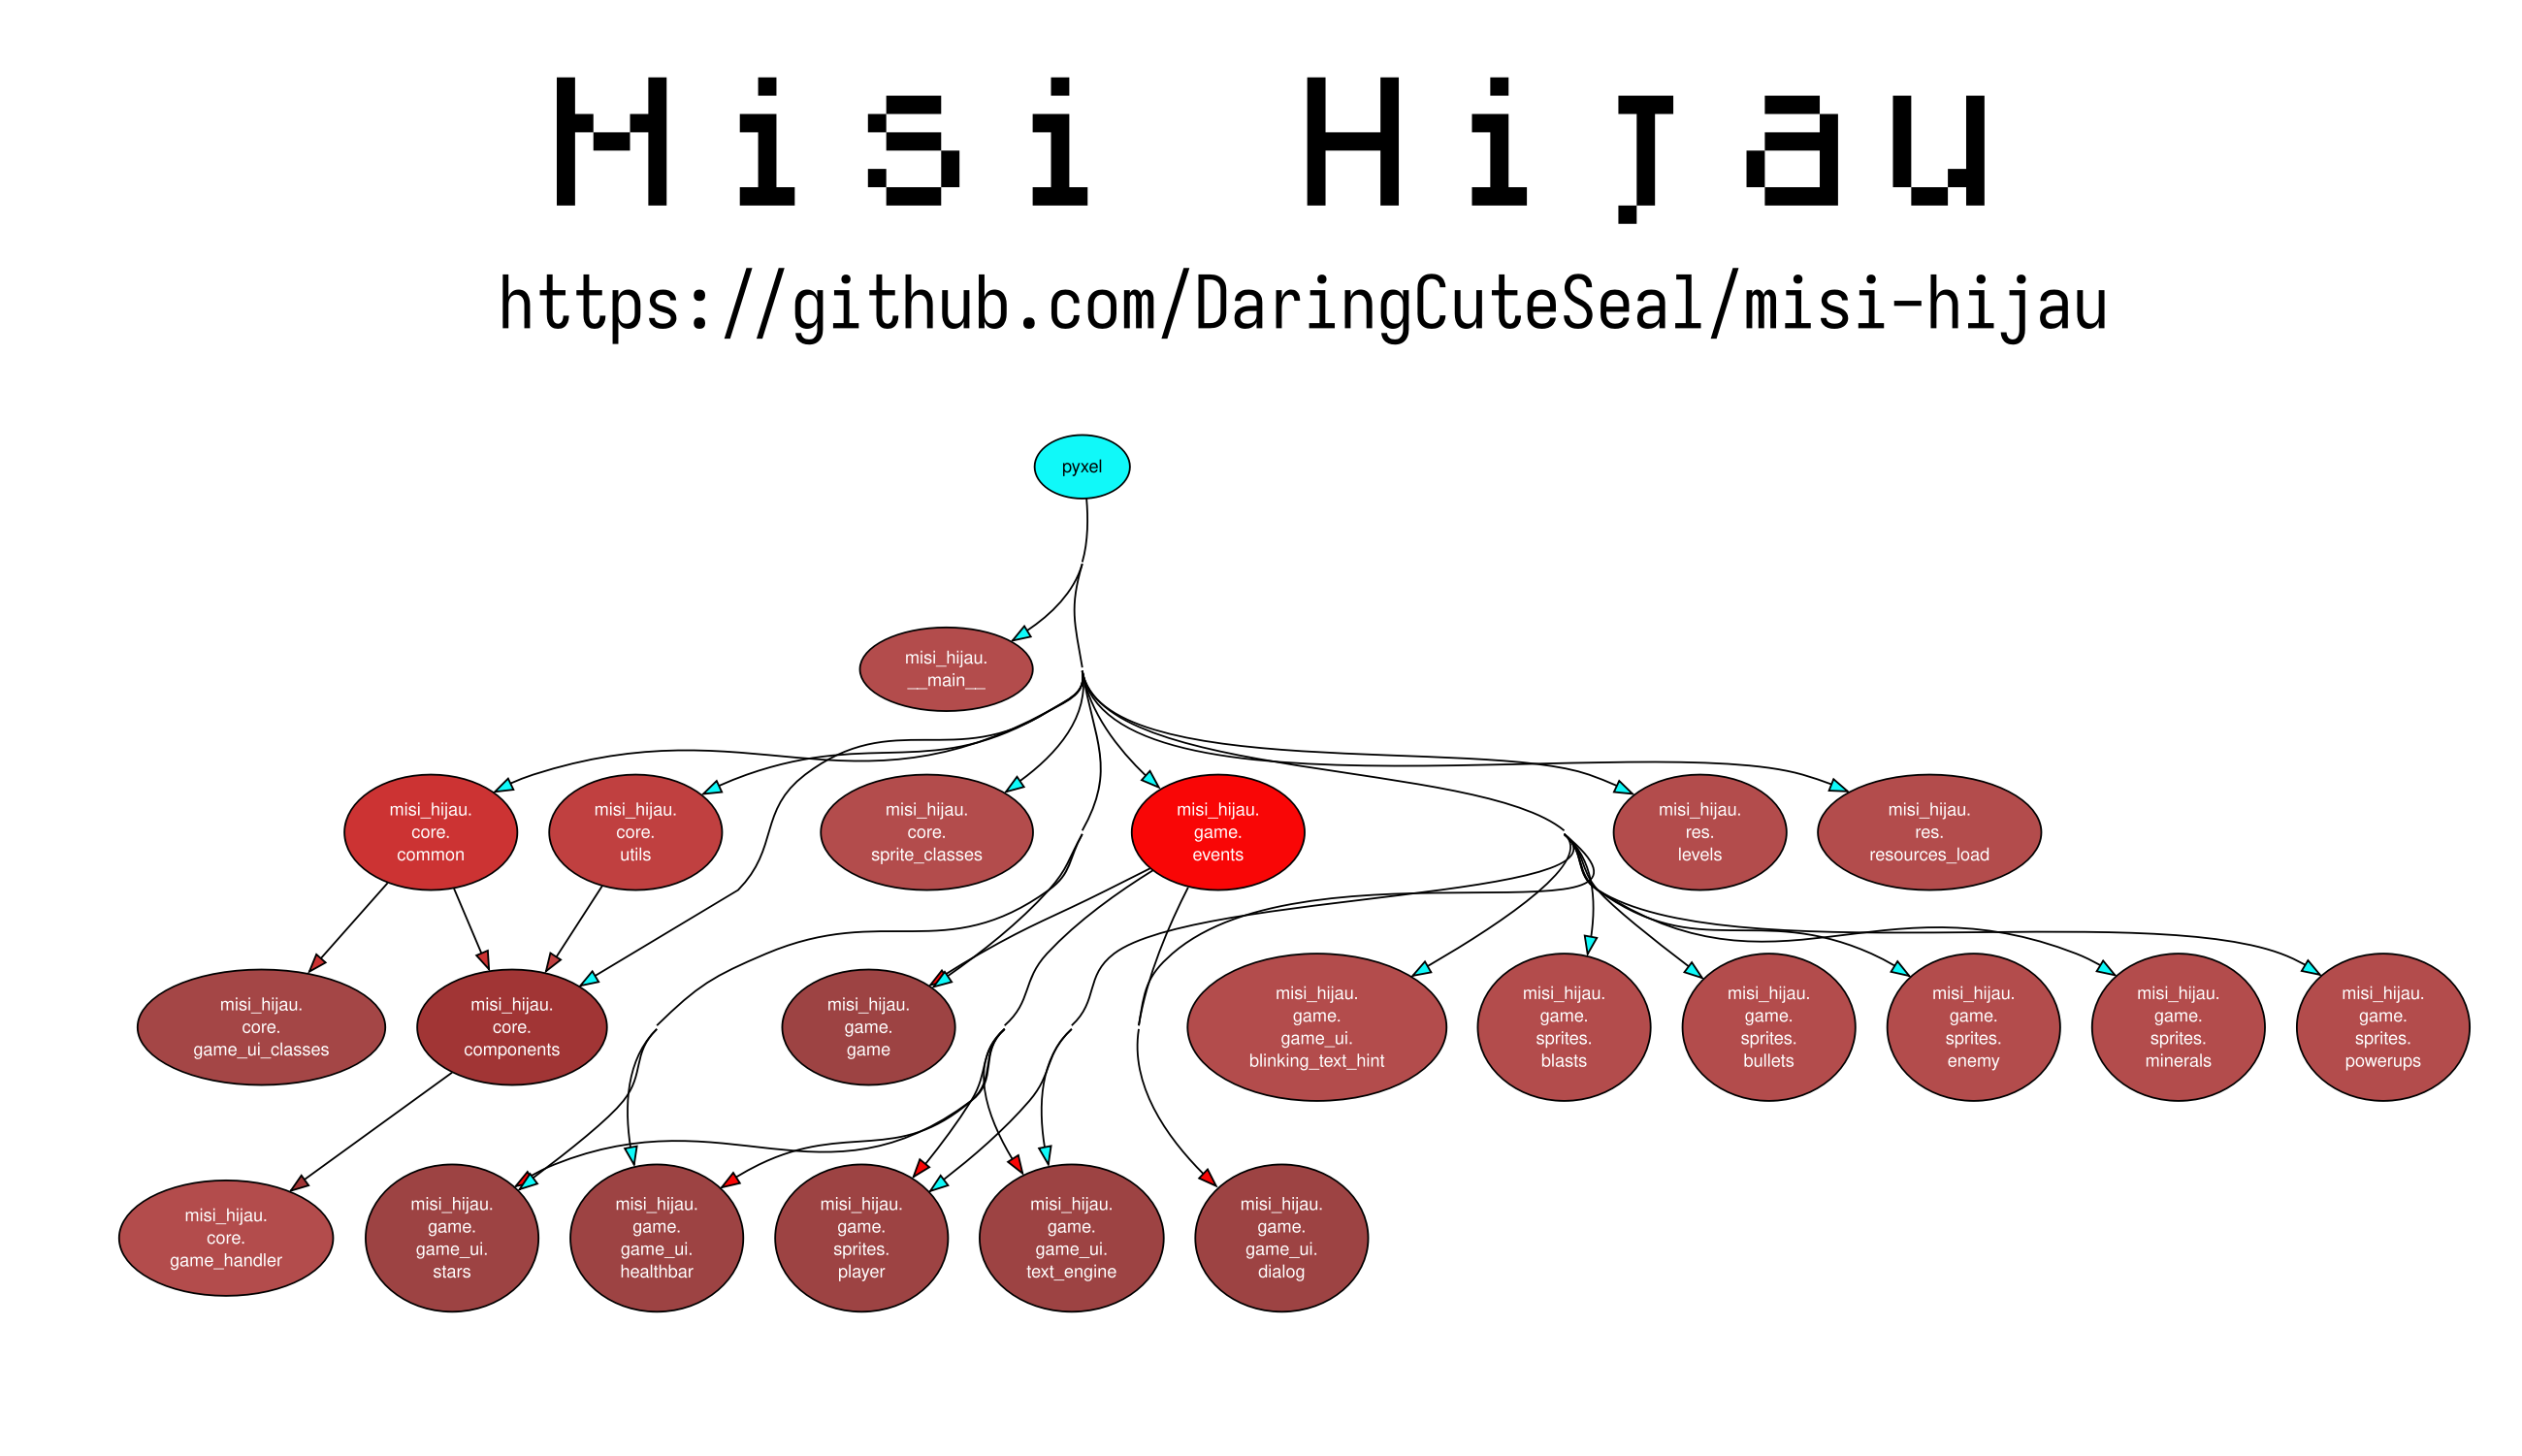 Misi Hijau
https://github.com/DaringCuteSeal/misi-hijau
pyxel
misi_hijau.
__main__
misi_hijau.
core.
common
misi_hijau.
core.
utils
misi_hijau.
core.
sprite_classes
misi_hijau.
game.
events
misi_hijau.
res.
levels
misi_hijau.
res.
resources_load
misi_hijau.
core.
game_ui_classes
misi_hijau.
core.
components
misi_hijau.
game.
game
misi_hijau.
game.
game_ui.
blinking_text_hint
misi_hijau.
game.
sprites.
blasts
misi_hijau.
game.
sprites.
bullets
misi_hijau.
game.
sprites.
enemy
misi_hijau.
game.
sprites.
minerals
misi_hijau.
game.
sprites.
powerups
misi_hijau.
core.
game_handler
misi_hijau.
game.
game_ui.
stars
misi_hijau.
game.
game_ui.
healthbar
misi_hijau.
game.
sprites.
player
misi_hijau.
game.
game_ui.
text_engine
misi_hijau.
game.
game_ui.
dialog